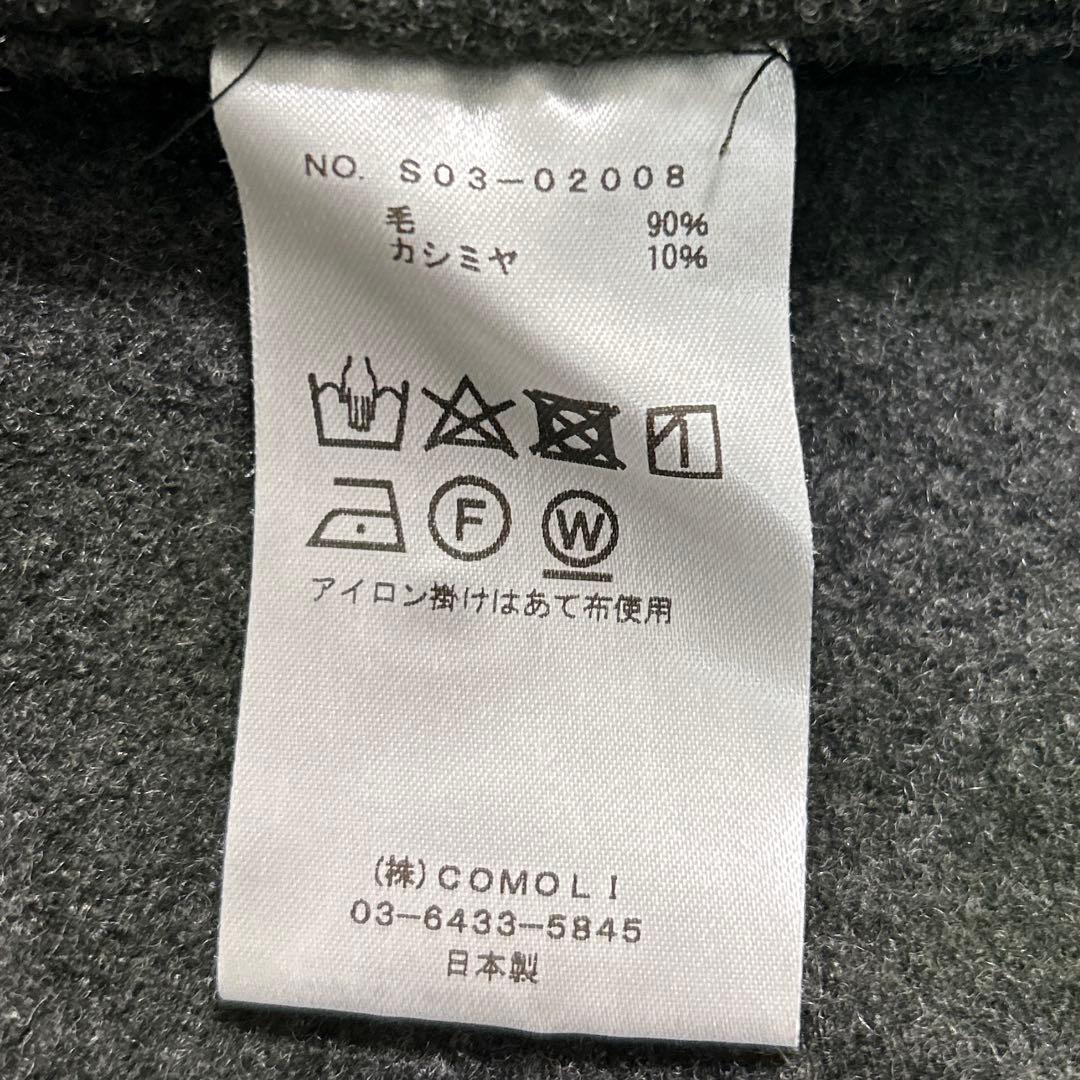 NO. S03-02008
毛 90%
カシミヤ 10%
F W
アイロン掛けはあて布使用
(株)COMOLI
03-6433-5845
日本製